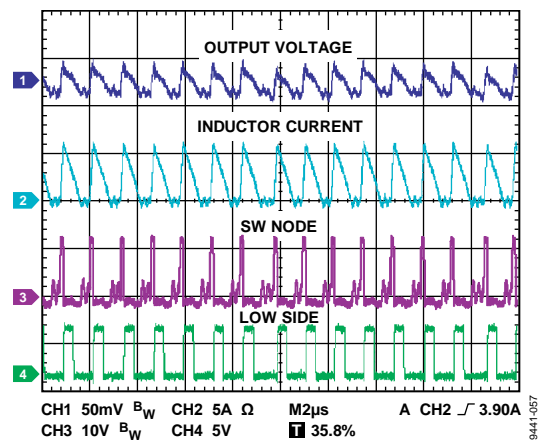 OUTPUT VOLTAGE
1
INDUCTOR CURRENT
2
SW NODE
3
LOW SIDE
4
CH1 50mV BW CH2 5A Ω M2µs A CH2 3.90A
CH3 10V BW CH4 5V T 35.8%
9441-057